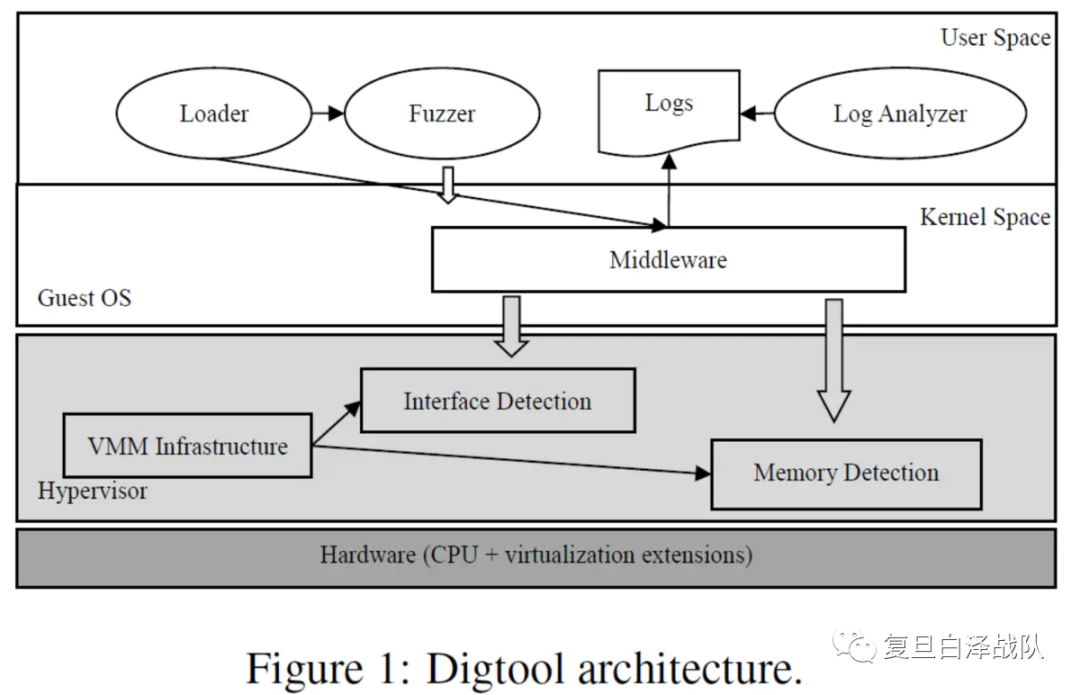 User Space
Loader
Fuzzer
Logs
Log Analyzer
Kernel Space
Middleware
Guest OS
Interface Detection
VMM Infrastructure
Memory Detection
Hypervisor
Hardware (CPU + virtualization extensions)
Figure 1: Digtool architecture.
复旦白泽战队